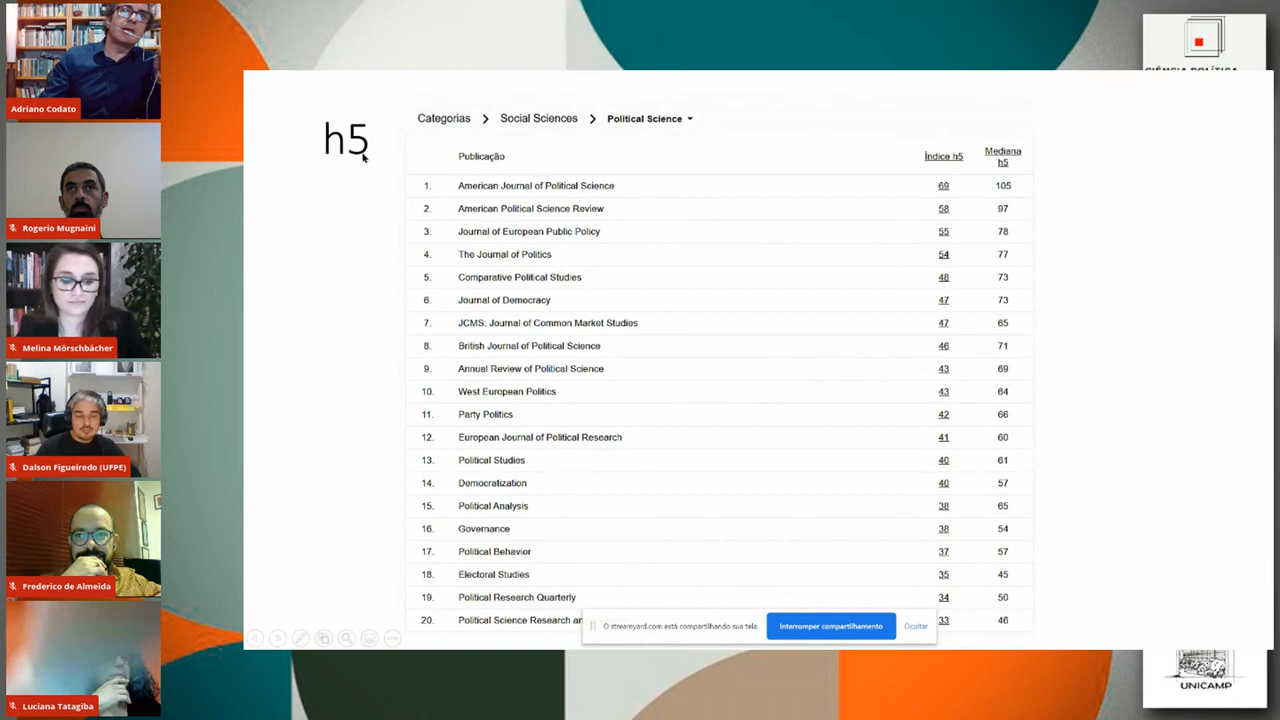 Adriano Codato
Rogerio Mugnaini
Melina Mörschbächer
Dalson Figueiredo (UFPE)
Frederico de Almeida
Luciana Tatagiba
h5
Categorias > Social Sciences > Political Science
Publicação Índice h5 Mediana h5
1. American Journal of Political Science 69 105
2. American Political Science Review 58 97
3. Journal of European Public Policy 55 78
4. The Journal of Politics 54 77
5. Comparative Political Studies 48 73
6. Journal of Democracy 47 73
7. JCMS: Journal of Common Market Studies 47 65
8. British Journal of Political Science 46 71
9. Annual Review of Political Science 43 69
10. West European Politics 43 64
11. Party Politics 42 66
12. European Journal of Political Research 41 60
13. Political Studies 40 61
14. Democratization 40 57
15. Political Analysis 38 65
16. Governance 38 54
17. Political Behavior 37 57
18. Electoral Studies 35 45
19. Political Research Quarterly 34 50
20. Political Science Research an 33 46
O streamyard.com está compartilhando sua tela.
Interromper compartilhamento
Ocultar
CIÊNCIA POLÍTICA
UNICAMP